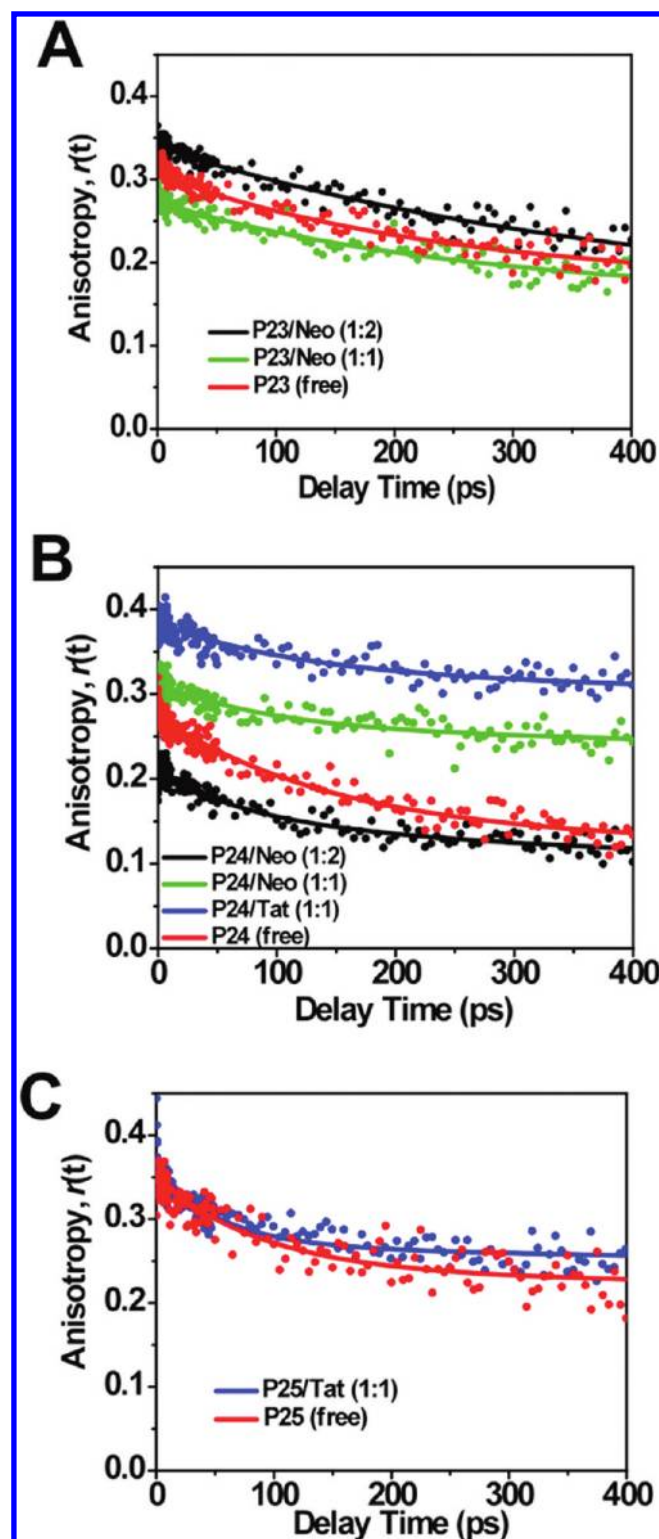 A
Anisotropy, r(t)
0.4
0.3
0.2
0.1
0.0
P23/Neo (1:2)
P23/Neo (1:1)
P23 (free)
0 100 200 300 400
Delay Time (ps)
B
Anisotropy, r(t)
0.4
0.3
0.2
0.1
0.0
P24/Neo (1:2)
P24/Neo (1:1)
P24/Tat (1:1)
P24 (free)
0 100 200 300 400
Delay Time (ps)
C
Anisotropy, r(t)
0.4
0.3
0.2
0.1
0.0
P25/Tat (1:1)
P25 (free)
0 100 200 300 400
Delay Time (ps)